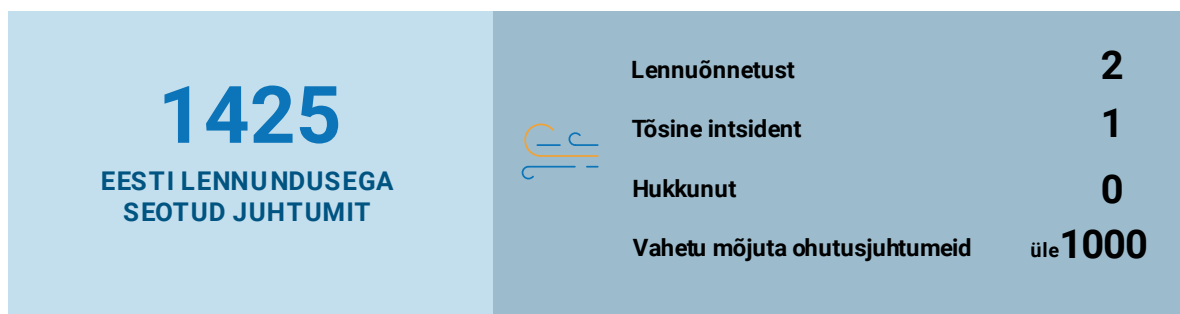 1425
EESTI LENNUNDUSEGA
SEOTUD JUHTUMIT
Lennuõnnetust 2
Tõsine intsident 1
Hukkunut 0
Vahetu mõjuta ohutusjuhtumeid üle 1000